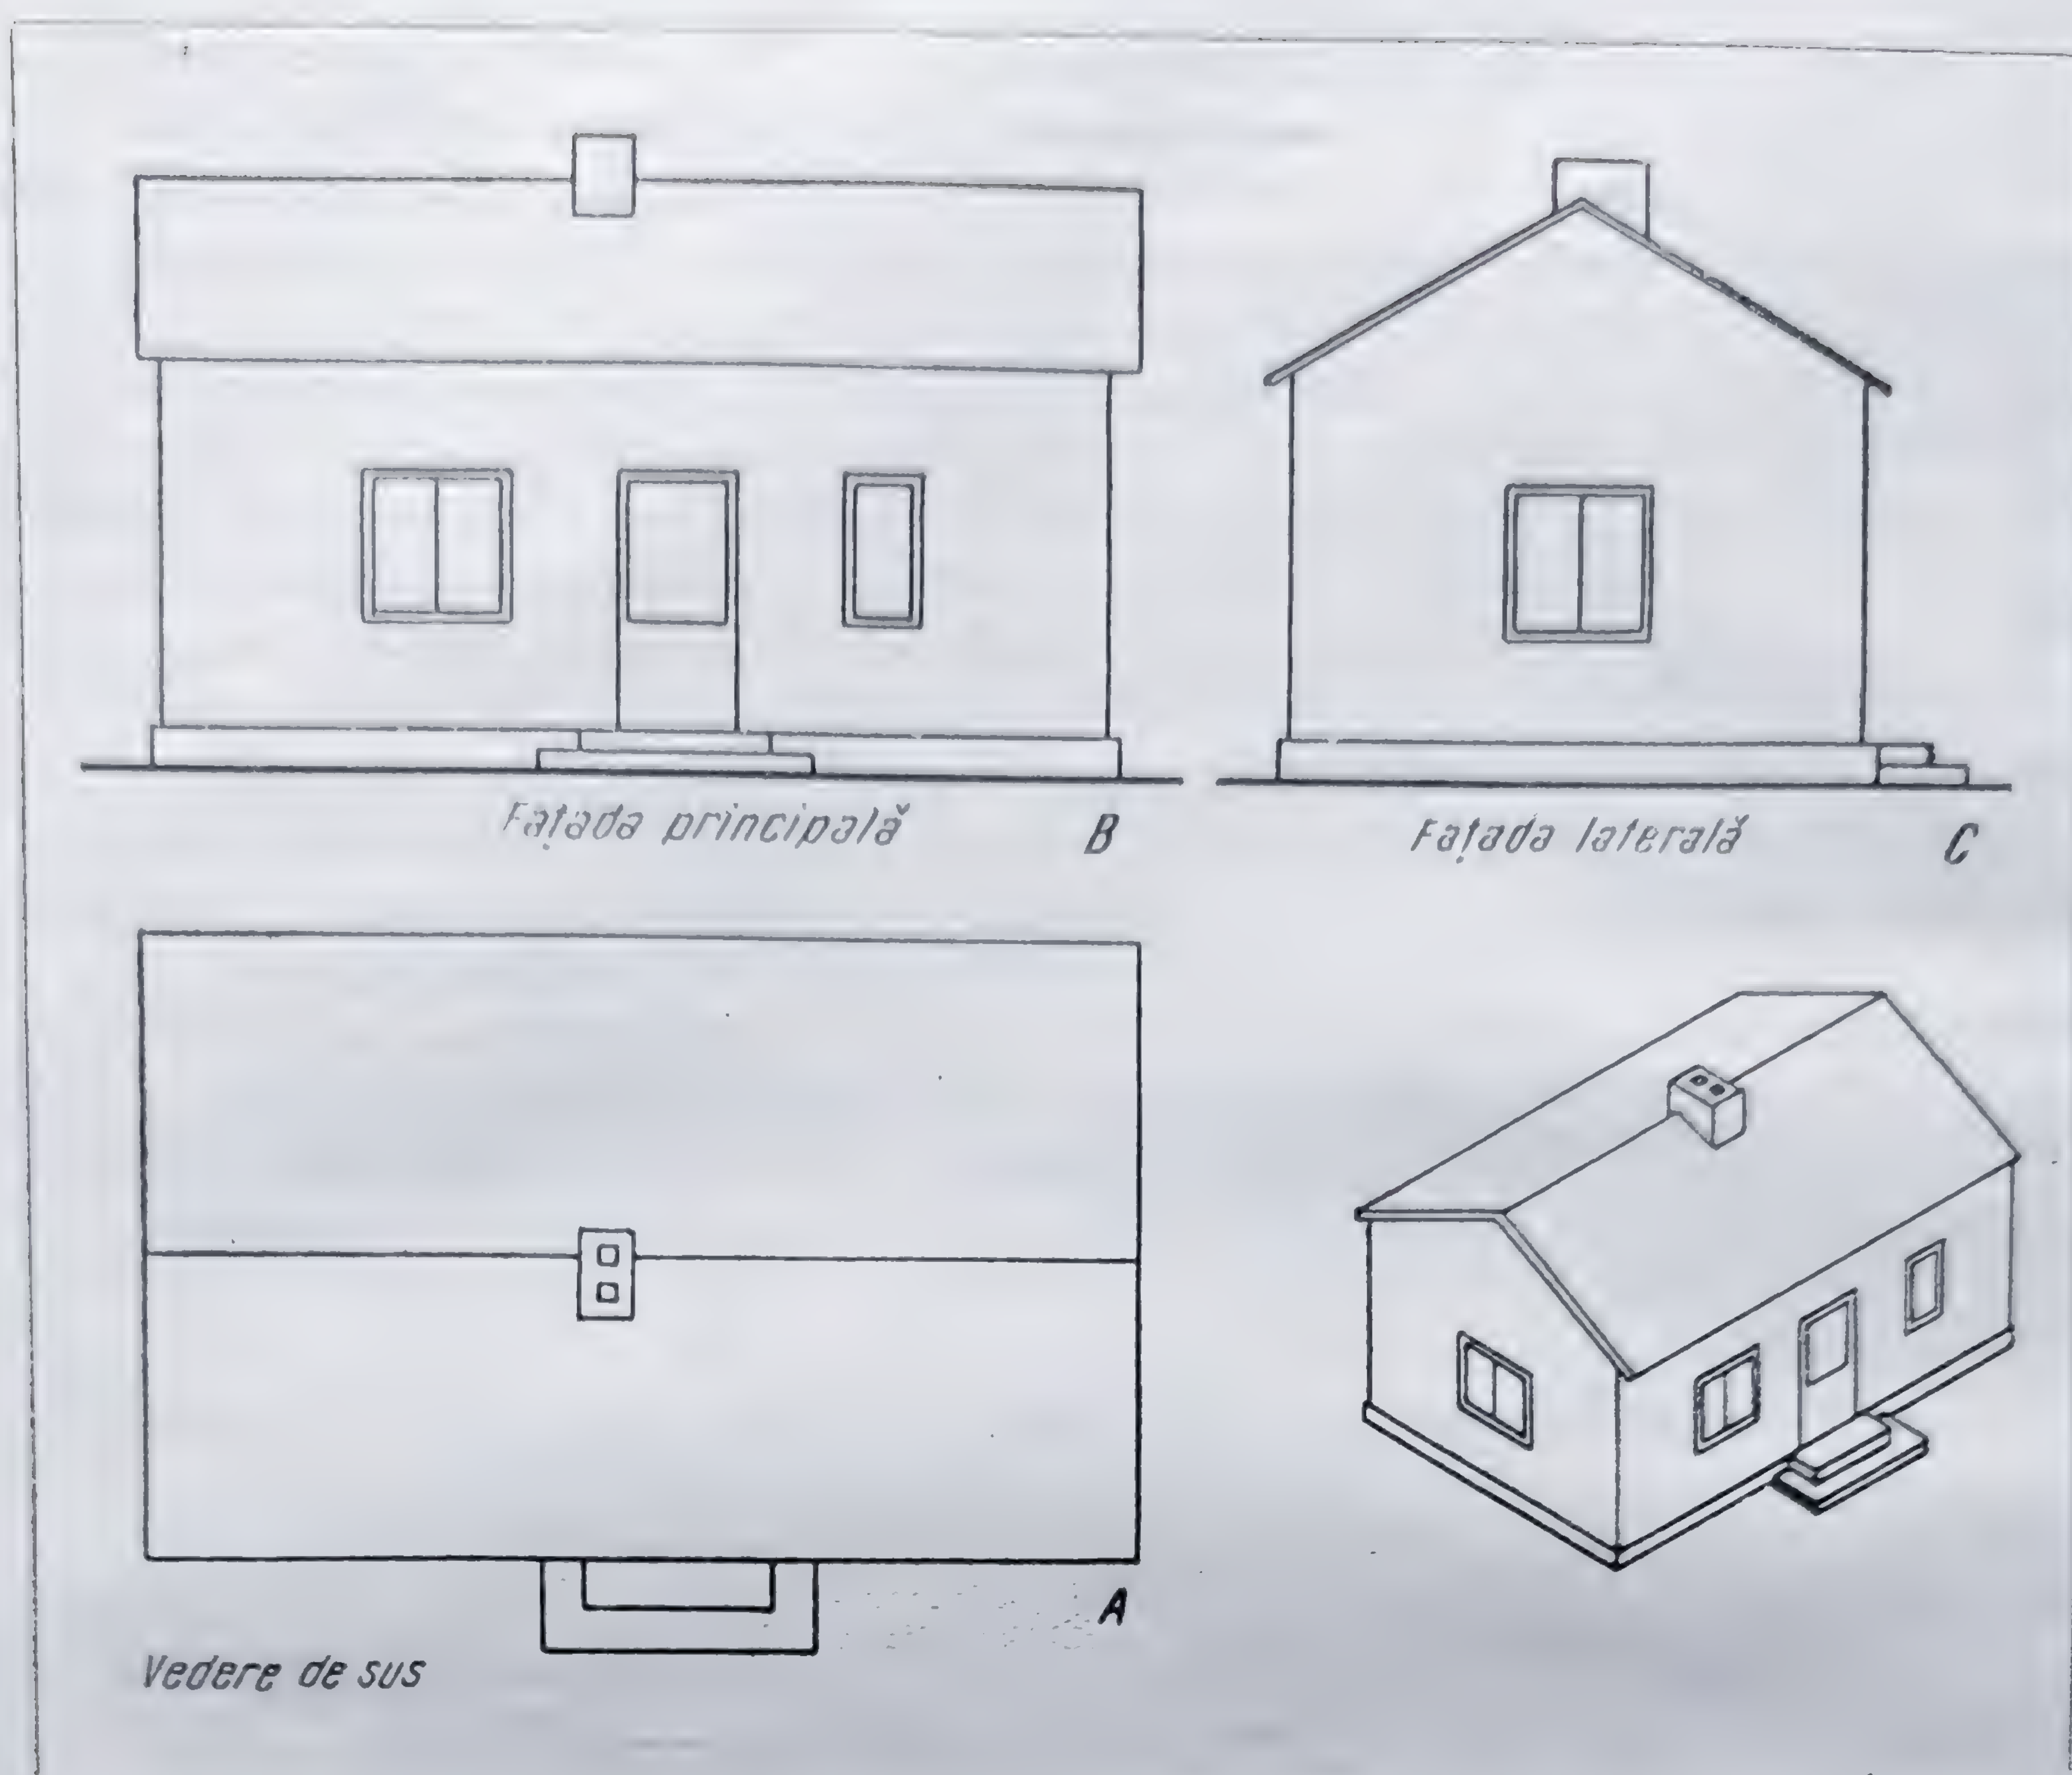 Fațada principală B
Fațada laterală C
A
Vedere de sus